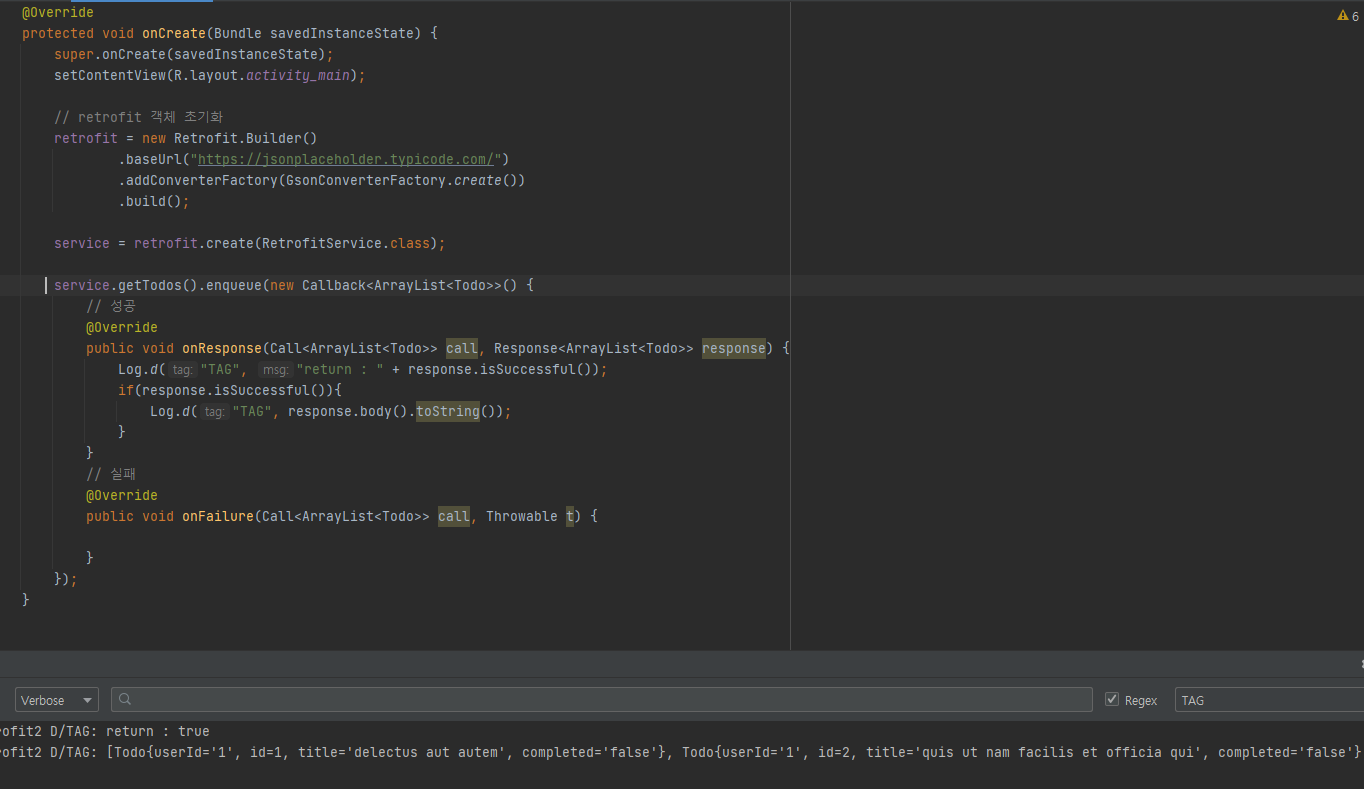 @Override
6
protected void onCreate(Bundle savedInstanceState) {
super.onCreate(savedInstanceState);
setContentView(R.layout.activity_main);
// retrofit 객체 초기화
retrofit = new Retrofit.Builder()
.baseUrl("https://jsonplaceholder.typicode.com/")
.addConverterFactory(GsonConverterFactory.create())
.build();
service = retrofit.create(RetrofitService.class);
service.getTodos().enqueue(new Callback<ArrayList<Todo>>() {
// 성공
@Override
public void onResponse(Call<ArrayList<Todo>> call, Response<ArrayList<Todo>> response) {
Log.d( tag: "TAG", msg: "return : " + response.isSuccessful());
if(response.isSuccessful()){
Log.d( tag: "TAG", response.body().toString());
}
}
// 실패
@Override
public void onFailure(Call<ArrayList<Todo>> call, Throwable t) {
}
});
}
Verbose
Regex
TAG
rofit2 D/TAG: return : true
rofit2 D/TAG: [Todo{userId='1', id=1, title='delectus aut autem', completed='false'}, Todo{userId='1', id=2, title='quis ut nam facilis et officia qui', completed='false'}